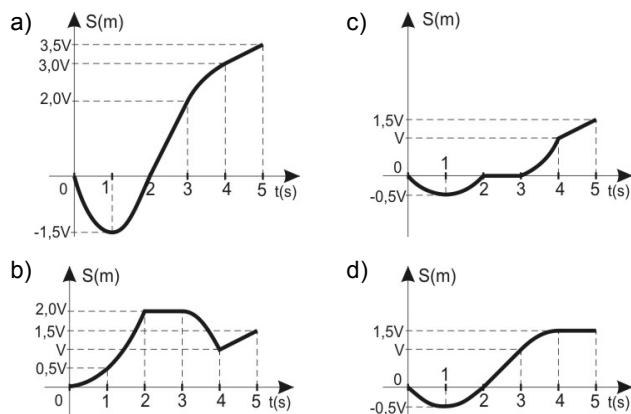 a)
S(m)
3,5V
3,0V
2,0V
0
1 2 3 4 5 t(s)
-1,5V
b)
S(m)
2,0V
1,5V
V
0,5V
0
1 2 3 4 5 t(s)
c)
S(m)
1,5V
V
0
1
2 3 4 5 t(s)
-0,5V
d)
S(m)
1,5V
V
0
1
2 3 4 5 t(s)
-0.5V